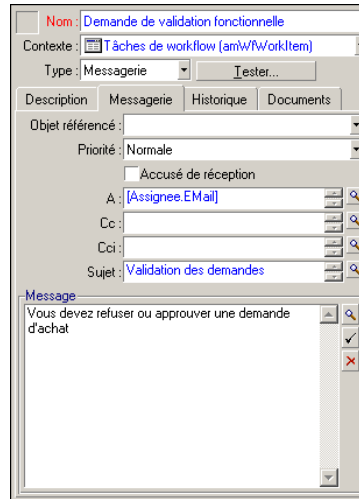 Nom : Demande de validation fonctionnelle
Contexte : Tâches de workflow (amWfWorkItem)
Type : Messagerie Tester...
Description Messagerie Historique Documents
Objet référencé :
Priorité : Normale
Accusé de réception
A : [Assignee.EMail]
Cc :
Cci :
Sujet : Validation des demandes
Message
Vous devez refuser ou approuver une demande
d'achat